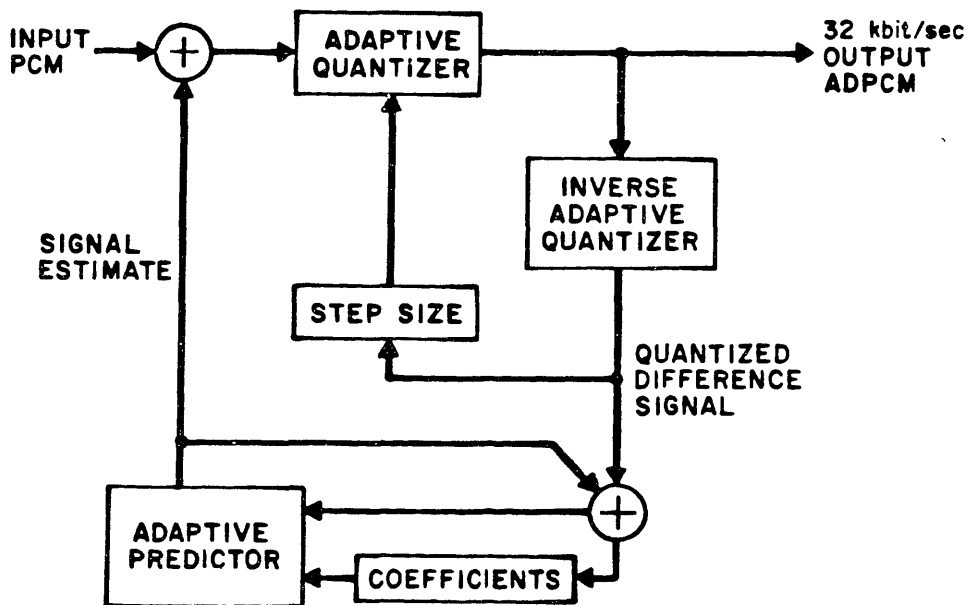 INPUT
PCM
+
ADAPTIVE
QUANTIZER
32 kbit/sec
OUTPUT
ADPCM
INVERSE
ADAPTIVE
QUANTIZER
SIGNAL
ESTIMATE
STEP SIZE
QUANTIZED
DIFFERENCE
SIGNAL
+
ADAPTIVE
PREDICTOR
COEFFICIENTS